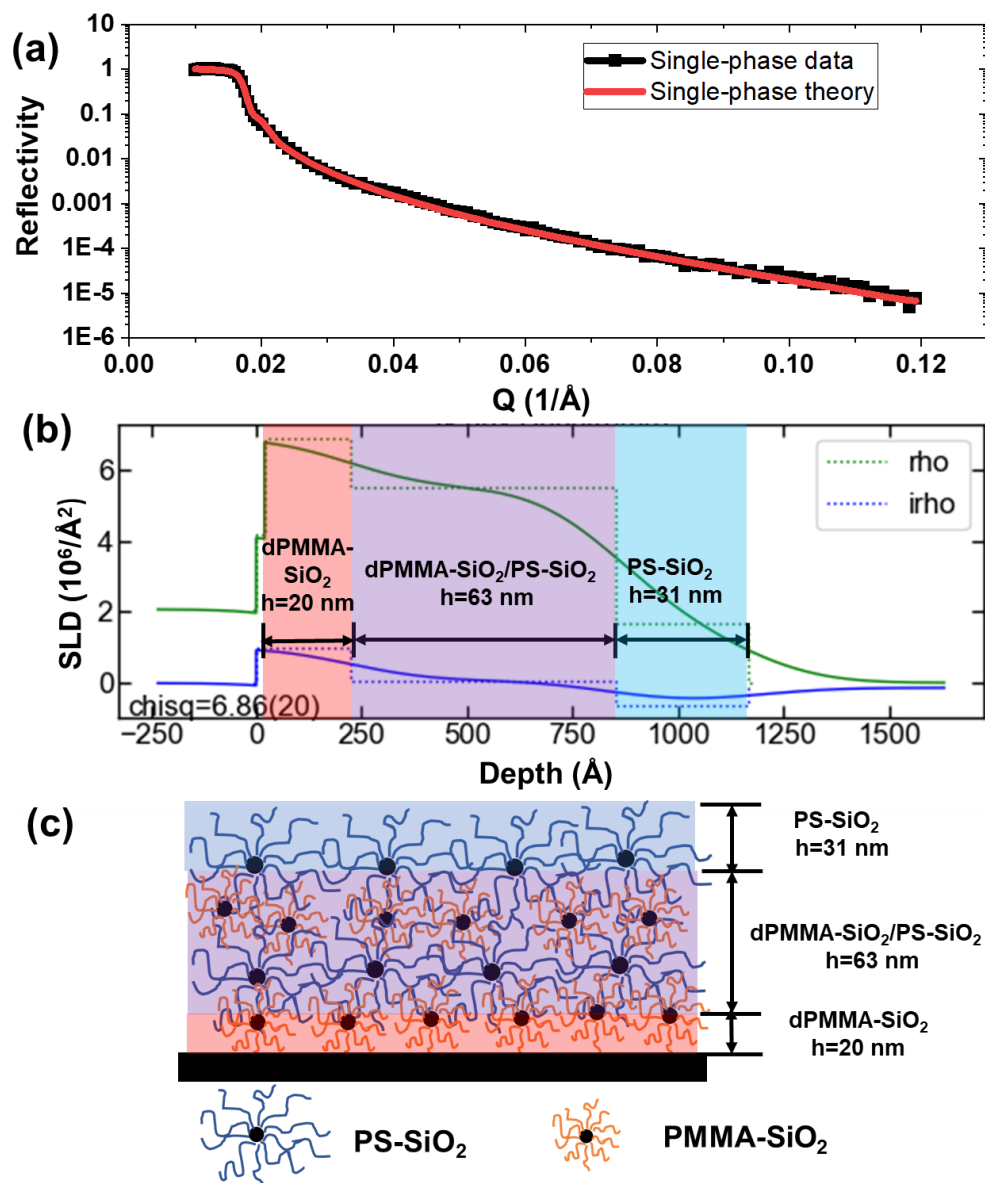 (a)
10
1
0.1
0.01
0.001
1E-4
1E-5
1E-6
Reflectivity
Single-phase data
Single-phase theory
0.00 0.02 0.04 0.06 0.08 0.10 0.12
Q (1/Å)
(b)
6
4
2
0
SLD (10⁶/Å²)
rho
irho
dPMMA-
SiO₂
h=20 nm
dPMMA-SiO₂/PS-SiO₂
h=63 nm
PS-SiO₂
h=31 nm
chisq=6.86(20)
−250 0 250 500 750 1000 1250 1500
Depth (Å)
(c)
PS-SiO₂
h=31 nm
dPMMA-SiO₂/PS-SiO₂
h=63 nm
dPMMA-SiO₂
h=20 nm
PS-SiO₂
PMMA-SiO₂